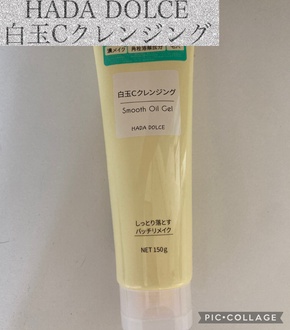 HADA DOLCE
白玉Cクレンジング
白玉Cクレンジング
Smooth Oil Gel
HADA DOLCE
しっとり落とす
バッチリメイク
NET 150g
PIC•COLLAGE